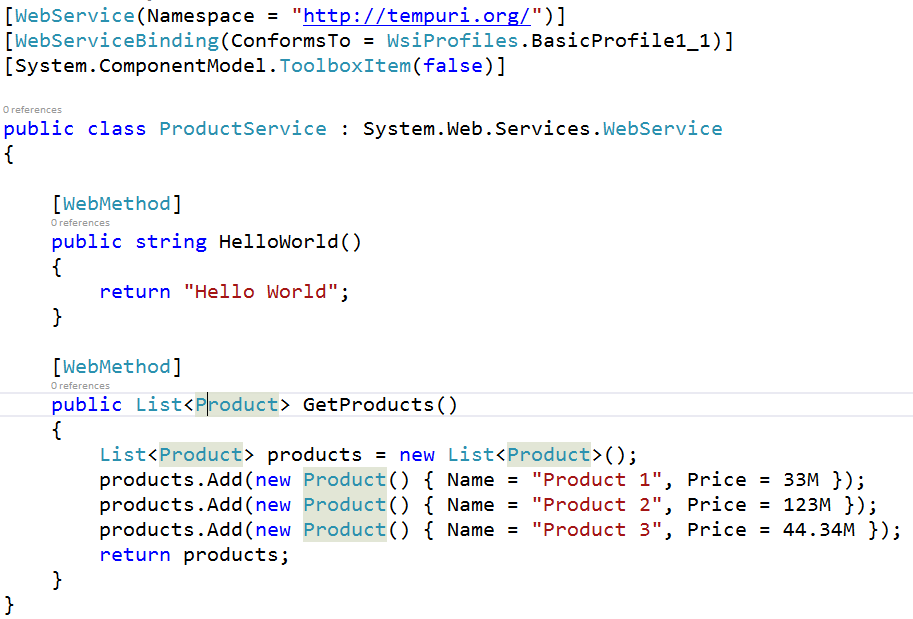 [WebService(Namespace = "http://tempuri.org/")]
[WebServiceBinding(ConformsTo = WsiProfiles.BasicProfile1_1)]
[System.ComponentModel.ToolboxItem(false)]
0 references
public class ProductService : System.Web.Services.WebService
{
[WebMethod]
0 references
public string HelloWorld()
{
return "Hello World";
}
[WebMethod]
0 references
public List<Product> GetProducts()
{
List<Product> products = new List<Product>();
products.Add(new Product() { Name = "Product 1", Price = 33M });
products.Add(new Product() { Name = "Product 2", Price = 123M });
products.Add(new Product() { Name = "Product 3", Price = 44.34M });
return products;
}
}